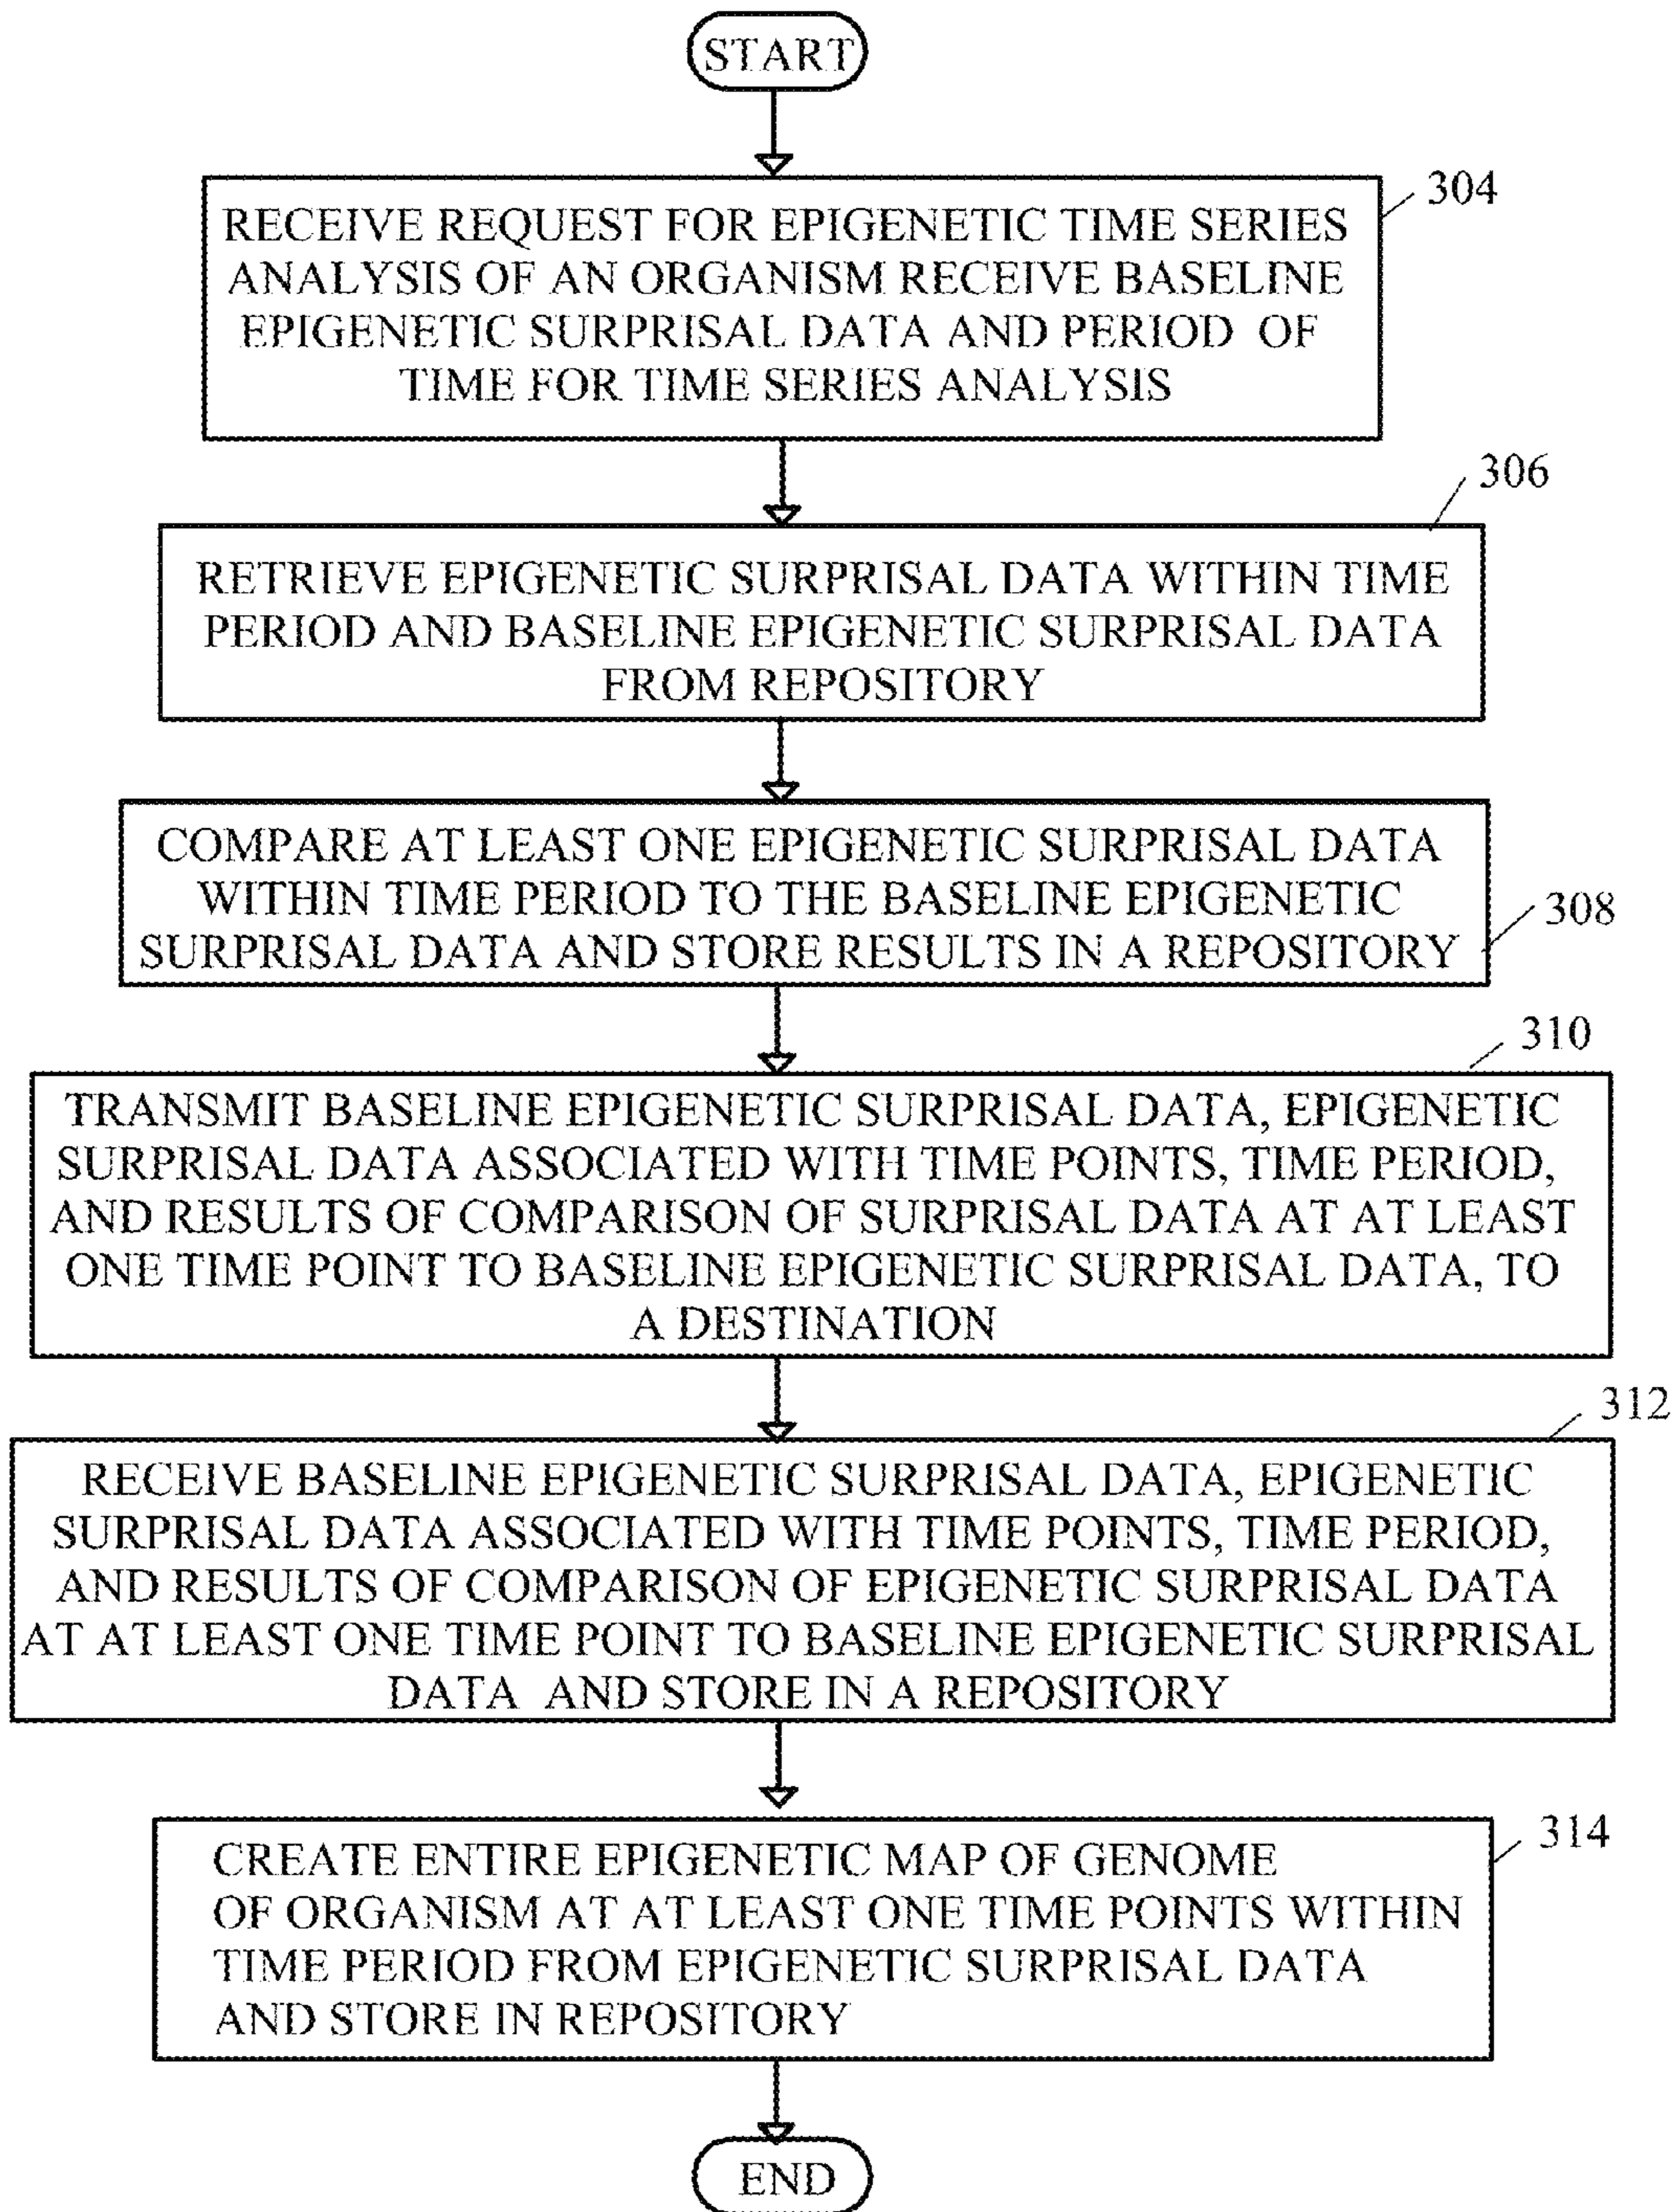 START
304
RECEIVE REQUEST FOR EPIGENETIC TIME SERIES
ANALYSIS OF AN ORGANISM RECEIVE BASELINE
EPIGENETIC SURPRISAL DATA AND PERIOD OF
TIME FOR TIME SERIES ANALYSIS
306
RETRIEVE EPIGENETIC SURPRISAL DATA WITHIN TIME
PERIOD AND BASELINE EPIGENETIC SURPRISAL DATA
FROM REPOSITORY
COMPARE AT LEAST ONE EPIGENETIC SURPRISAL DATA
WITHIN TIME PERIOD TO THE BASELINE EPIGENETIC
SURPRISAL DATA AND STORE RESULTS IN A REPOSITORY
308
310
TRANSMIT BASELINE EPIGENETIC SURPRISAL DATA, EPIGENETIC
SURPRISAL DATA ASSOCIATED WITH TIME POINTS, TIME PERIOD,
AND RESULTS OF COMPARISON OF SURPRISAL DATA AT AT LEAST
ONE TIME POINT TO BASELINE EPIGENETIC SURPRISAL DATA, TO
A DESTINATION
312
RECEIVE BASELINE EPIGENETIC SURPRISAL DATA, EPIGENETIC
SURPRISAL DATA ASSOCIATED WITH TIME POINTS, TIME PERIOD,
AND RESULTS OF COMPARISON OF EPIGENETIC SURPRISAL DATA
AT AT LEAST ONE TIME POINT TO BASELINE EPIGENETIC SURPRISAL
DATA AND STORE IN A REPOSITORY
314
CREATE ENTIRE EPIGENETIC MAP OF GENOME
OF ORGANISM AT AT LEAST ONE TIME POINTS WITHIN
TIME PERIOD FROM EPIGENETIC SURPRISAL DATA
AND STORE IN REPOSITORY
END